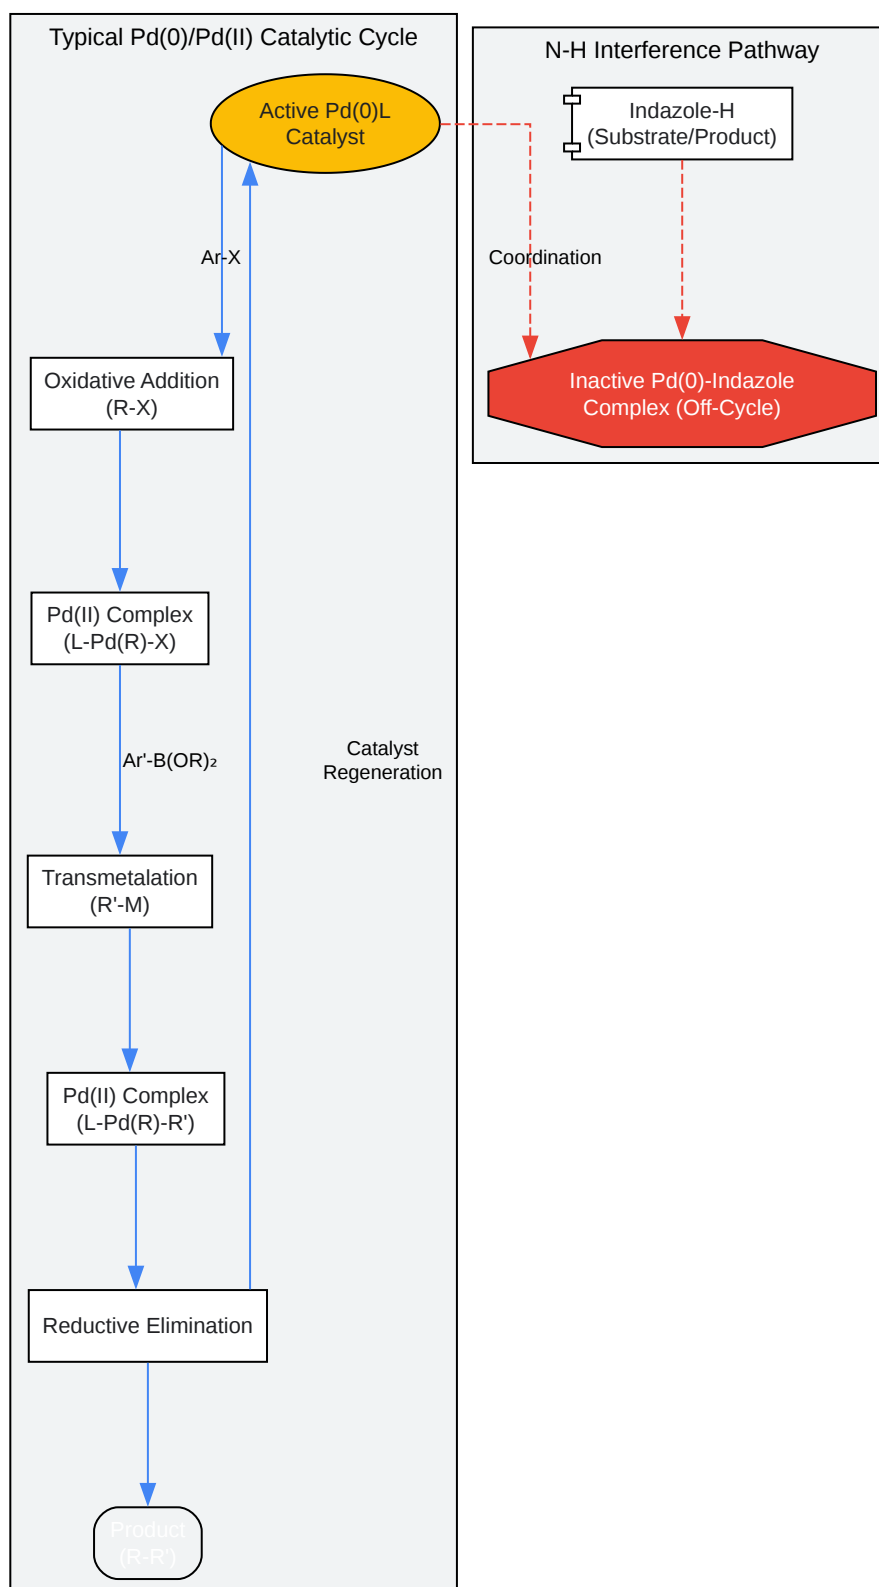 Typical Pd(0)/Pd(II) Catalytic Cycle
Active Pd(0)L
Catalyst
Ar-X
Oxidative Addition
(R-X)
Pd(II) Complex
(L-Pd(R)-X)
Ar'-B(OR)₂
Catalyst
Regeneration
Transmetalation
(R'-M)
Pd(II) Complex
(L-Pd(R)-R')
Reductive Elimination
Product
(R-R')
N-H Interference Pathway
Indazole-H
(Substrate/Product)
Coordination
Inactive Pd(0)-Indazole
Complex (Off-Cycle)